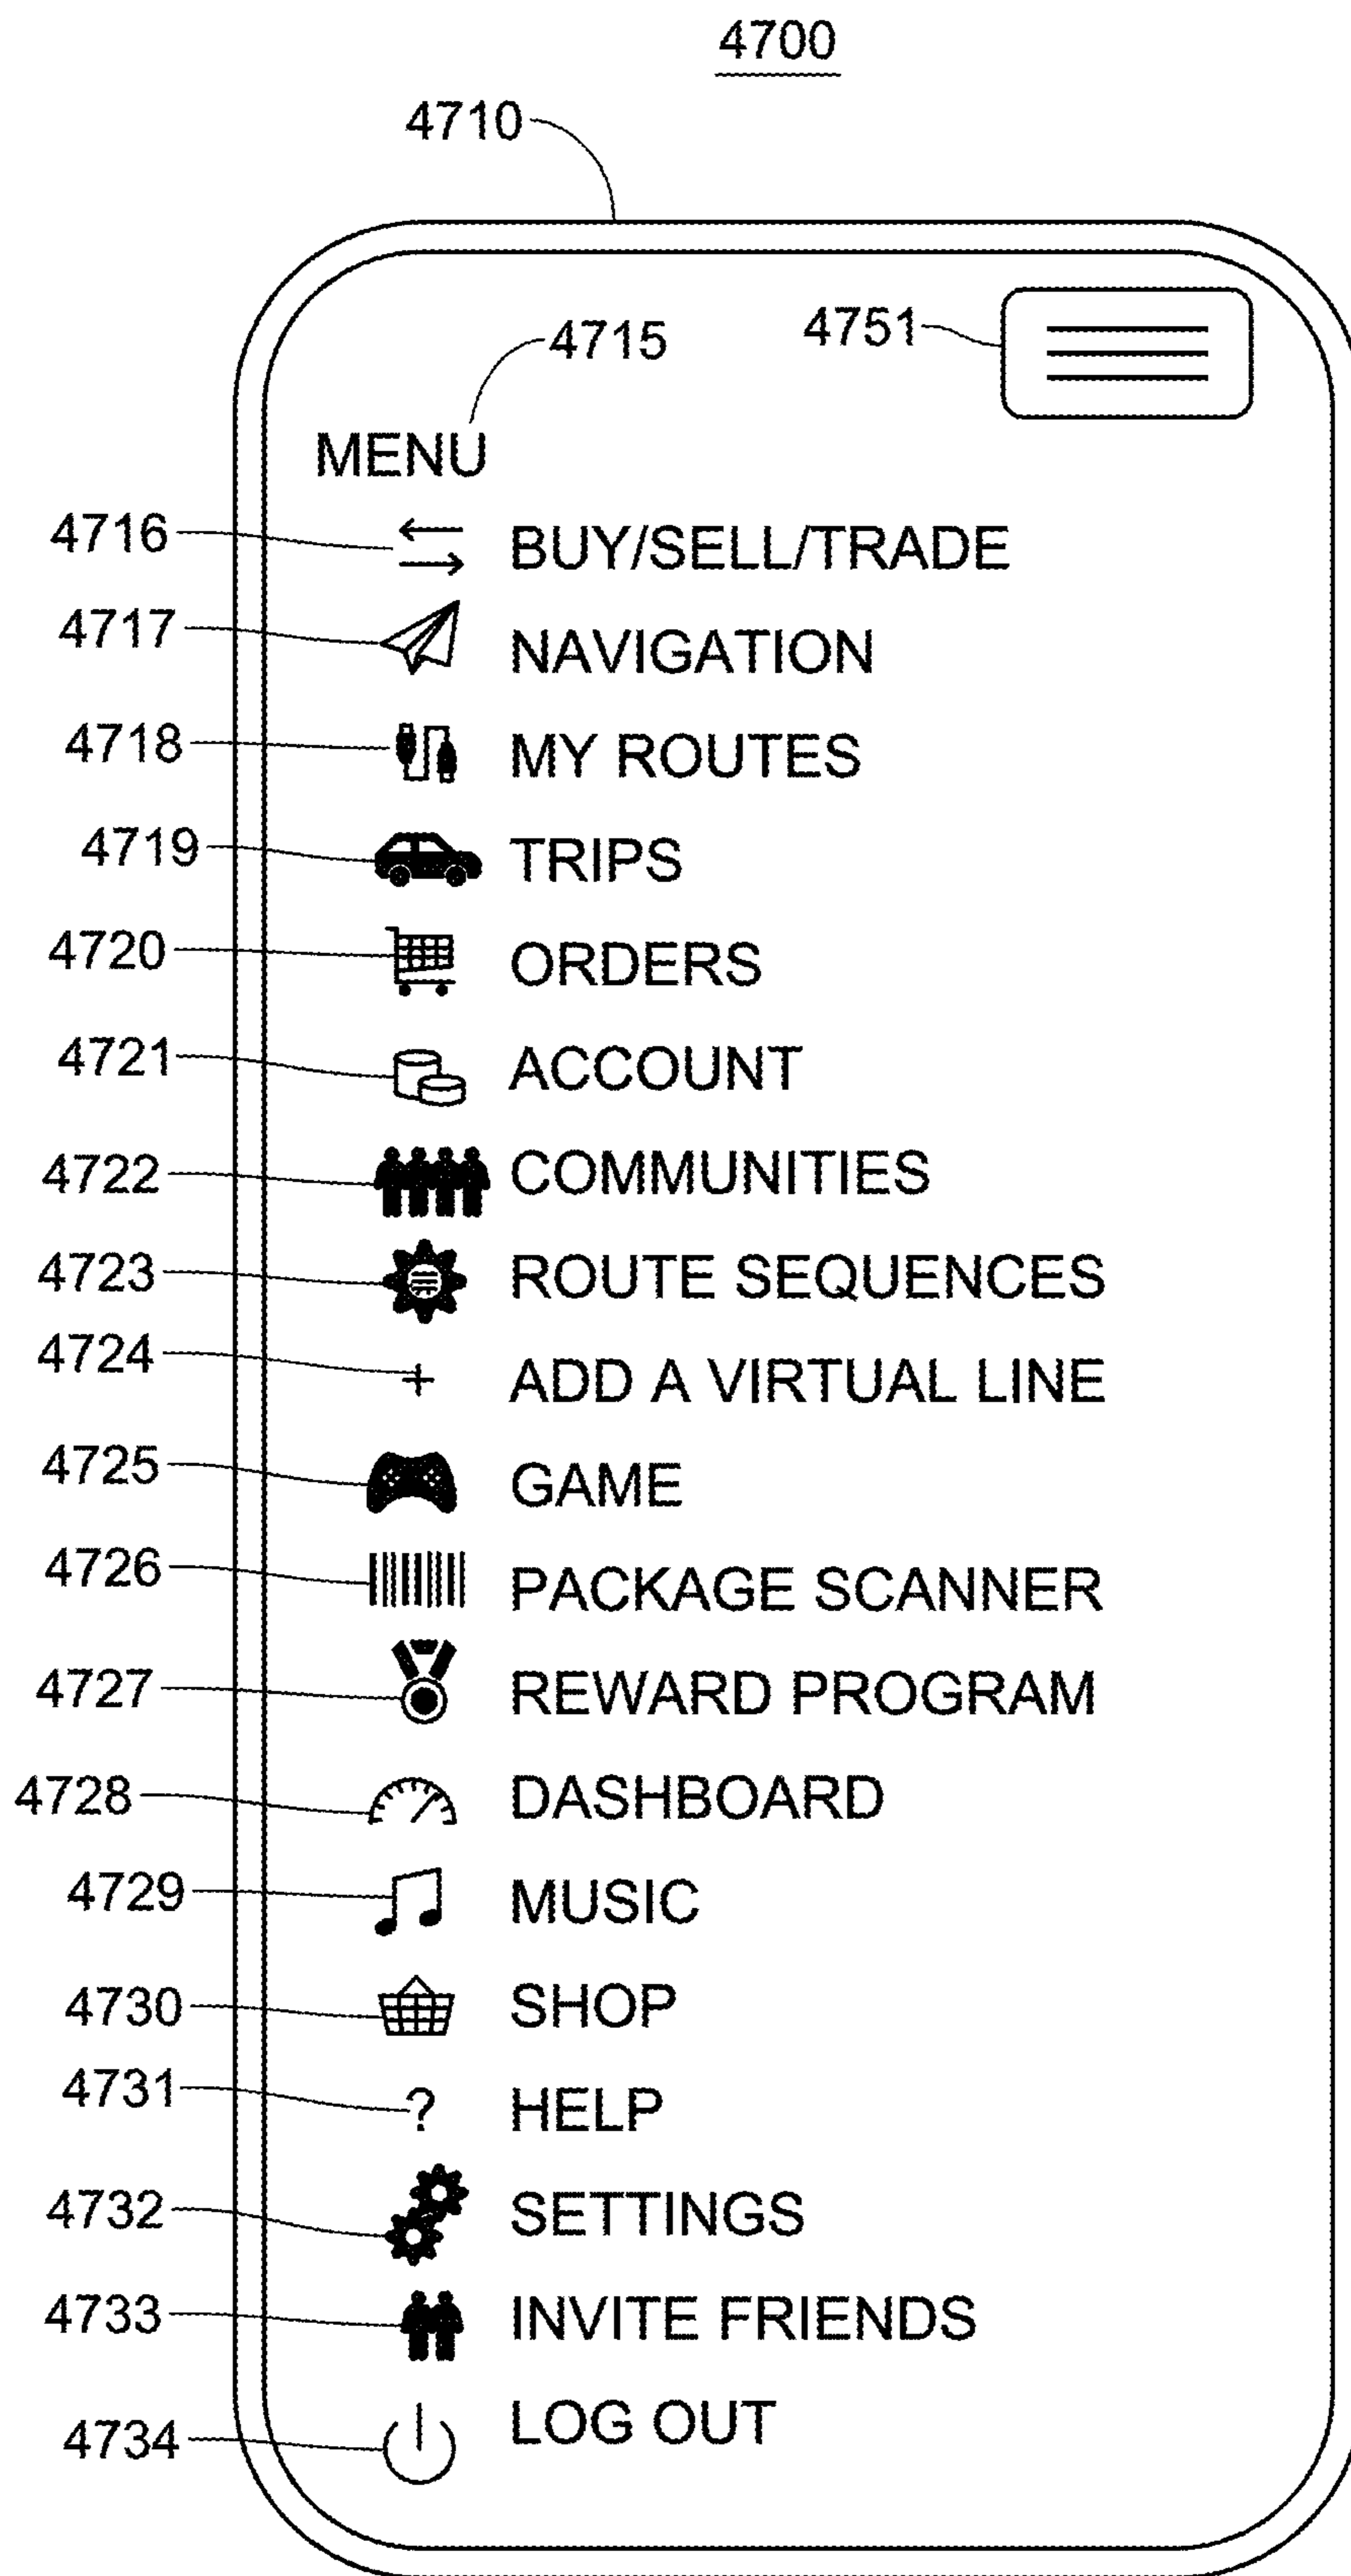 4700
4710
4715
4751
MENU
4716 BUY/SELL/TRADE
4717 NAVIGATION
4718 MY ROUTES
4719 TRIPS
4720 ORDERS
4721 ACCOUNT
4722 COMMUNITIES
4723 ROUTE SEQUENCES
4724 + ADD A VIRTUAL LINE
4725 GAME
4726 PACKAGE SCANNER
4727 REWARD PROGRAM
4728 DASHBOARD
4729 MUSIC
4730 SHOP
4731 ? HELP
4732 SETTINGS
4733 INVITE FRIENDS
4734 LOG OUT